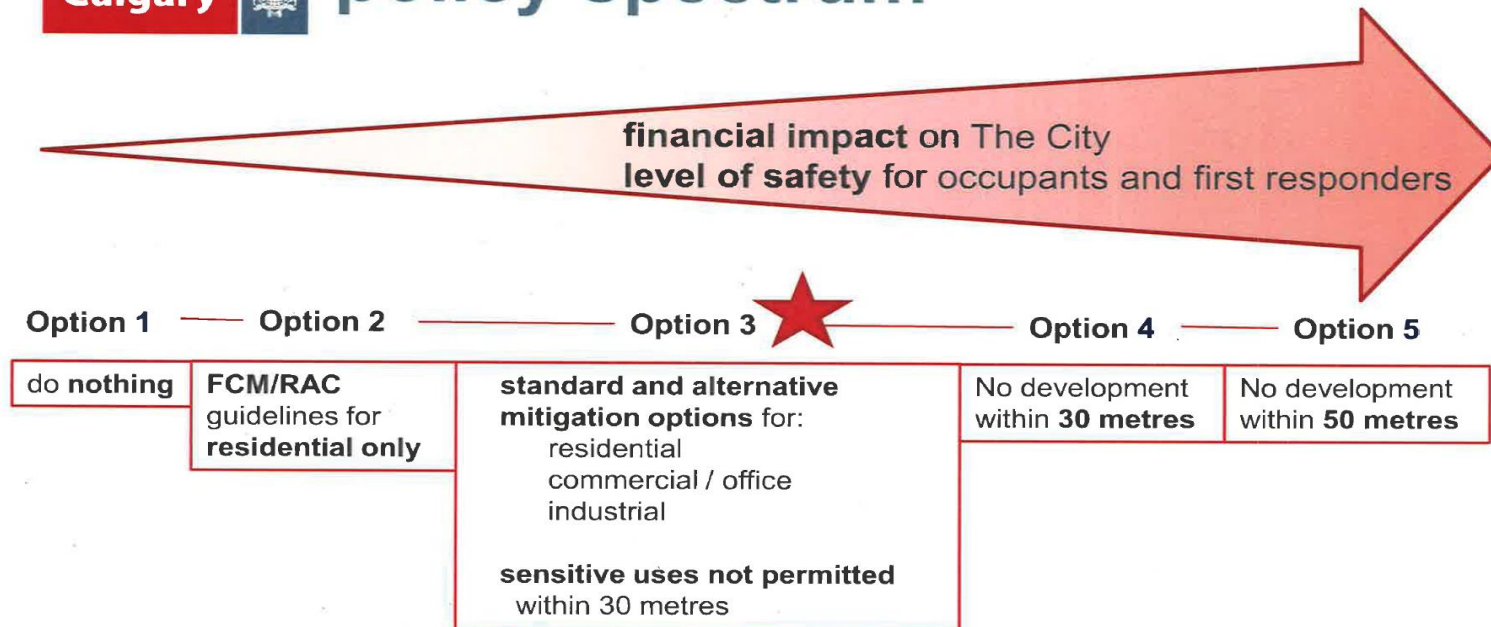 Calgary
policy spectrum
financial impact on The City
level of safety for occupants and first responders
Option 1
Option 2
Option 3
Option 4
Option 5
do nothing
FCM/RAC
guidelines for
residential only
standard and alternative
mitigation options for:
residential
commercial / office
industrial
sensitive uses not permitted
within 30 metres
No development
within 30 metres
No development
within 50 metres